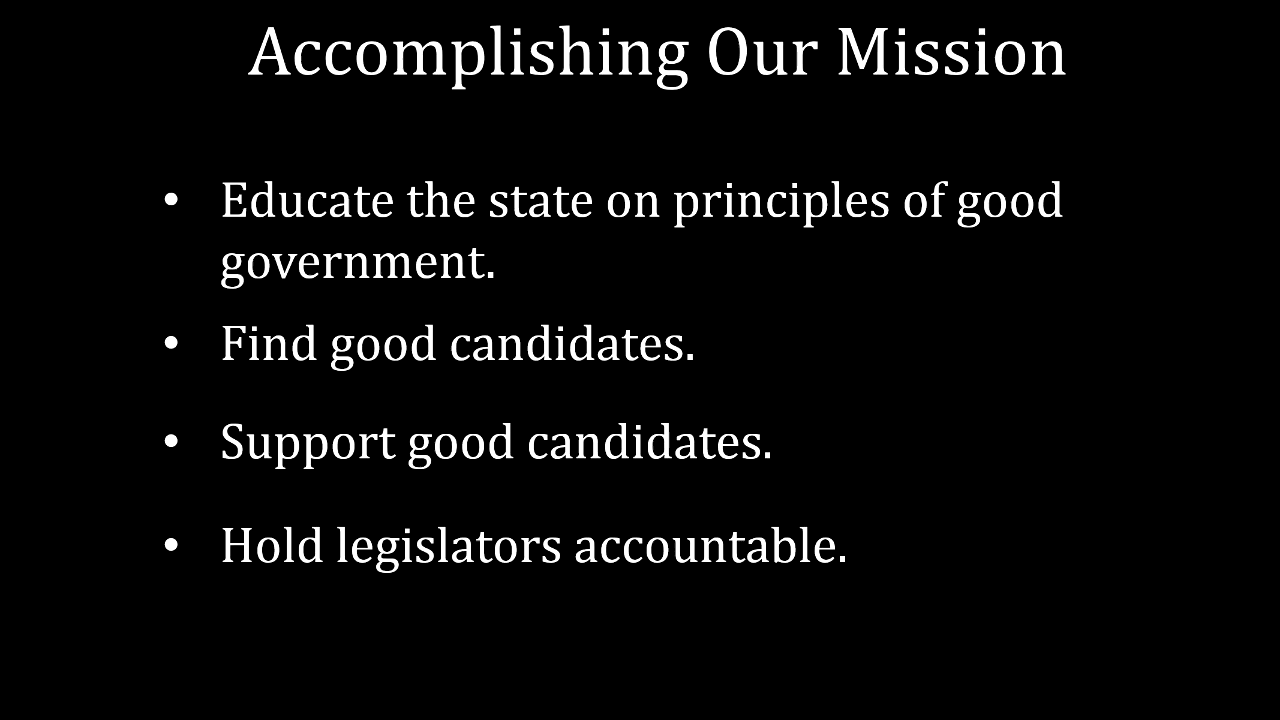 Accomplishing Our Mission
• Educate the state on principles of good
government.
• Find good candidates.
• Support good candidates.
• Hold legislators accountable.